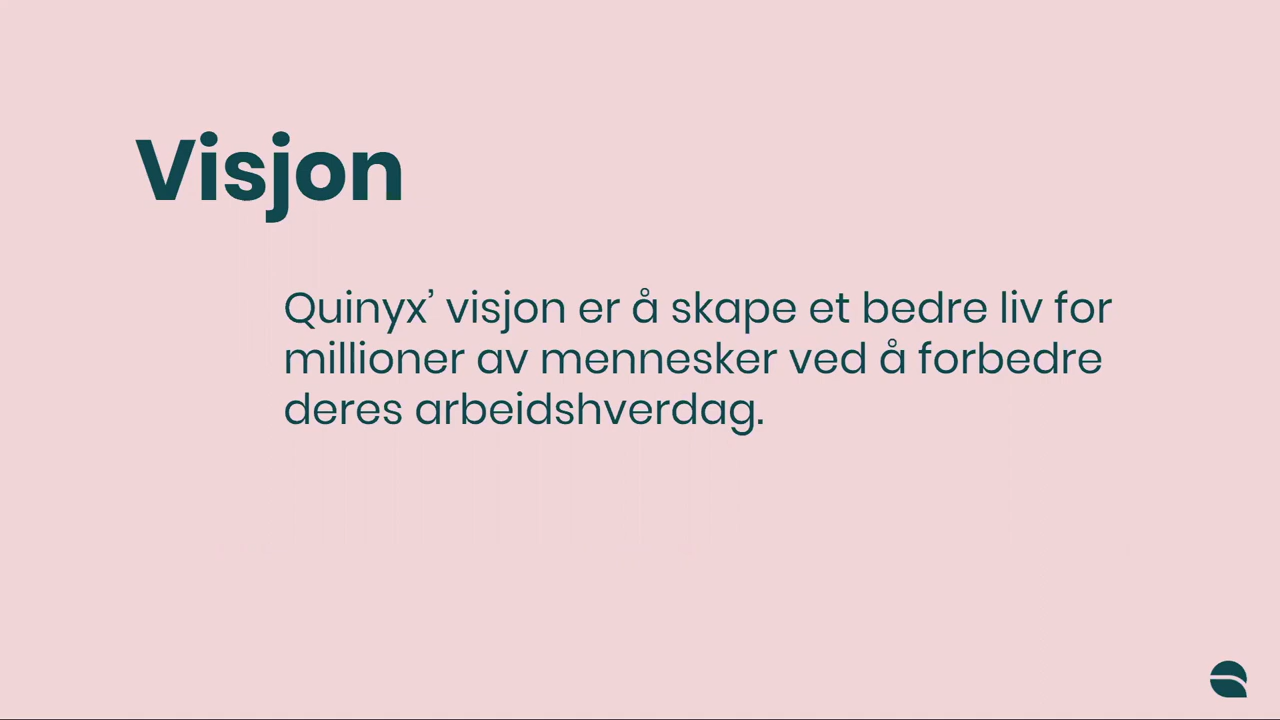 Visjon
Quinyx’ visjon er å skape et bedre liv for
millioner av mennesker ved å forbedre
deres arbeidshverdag.